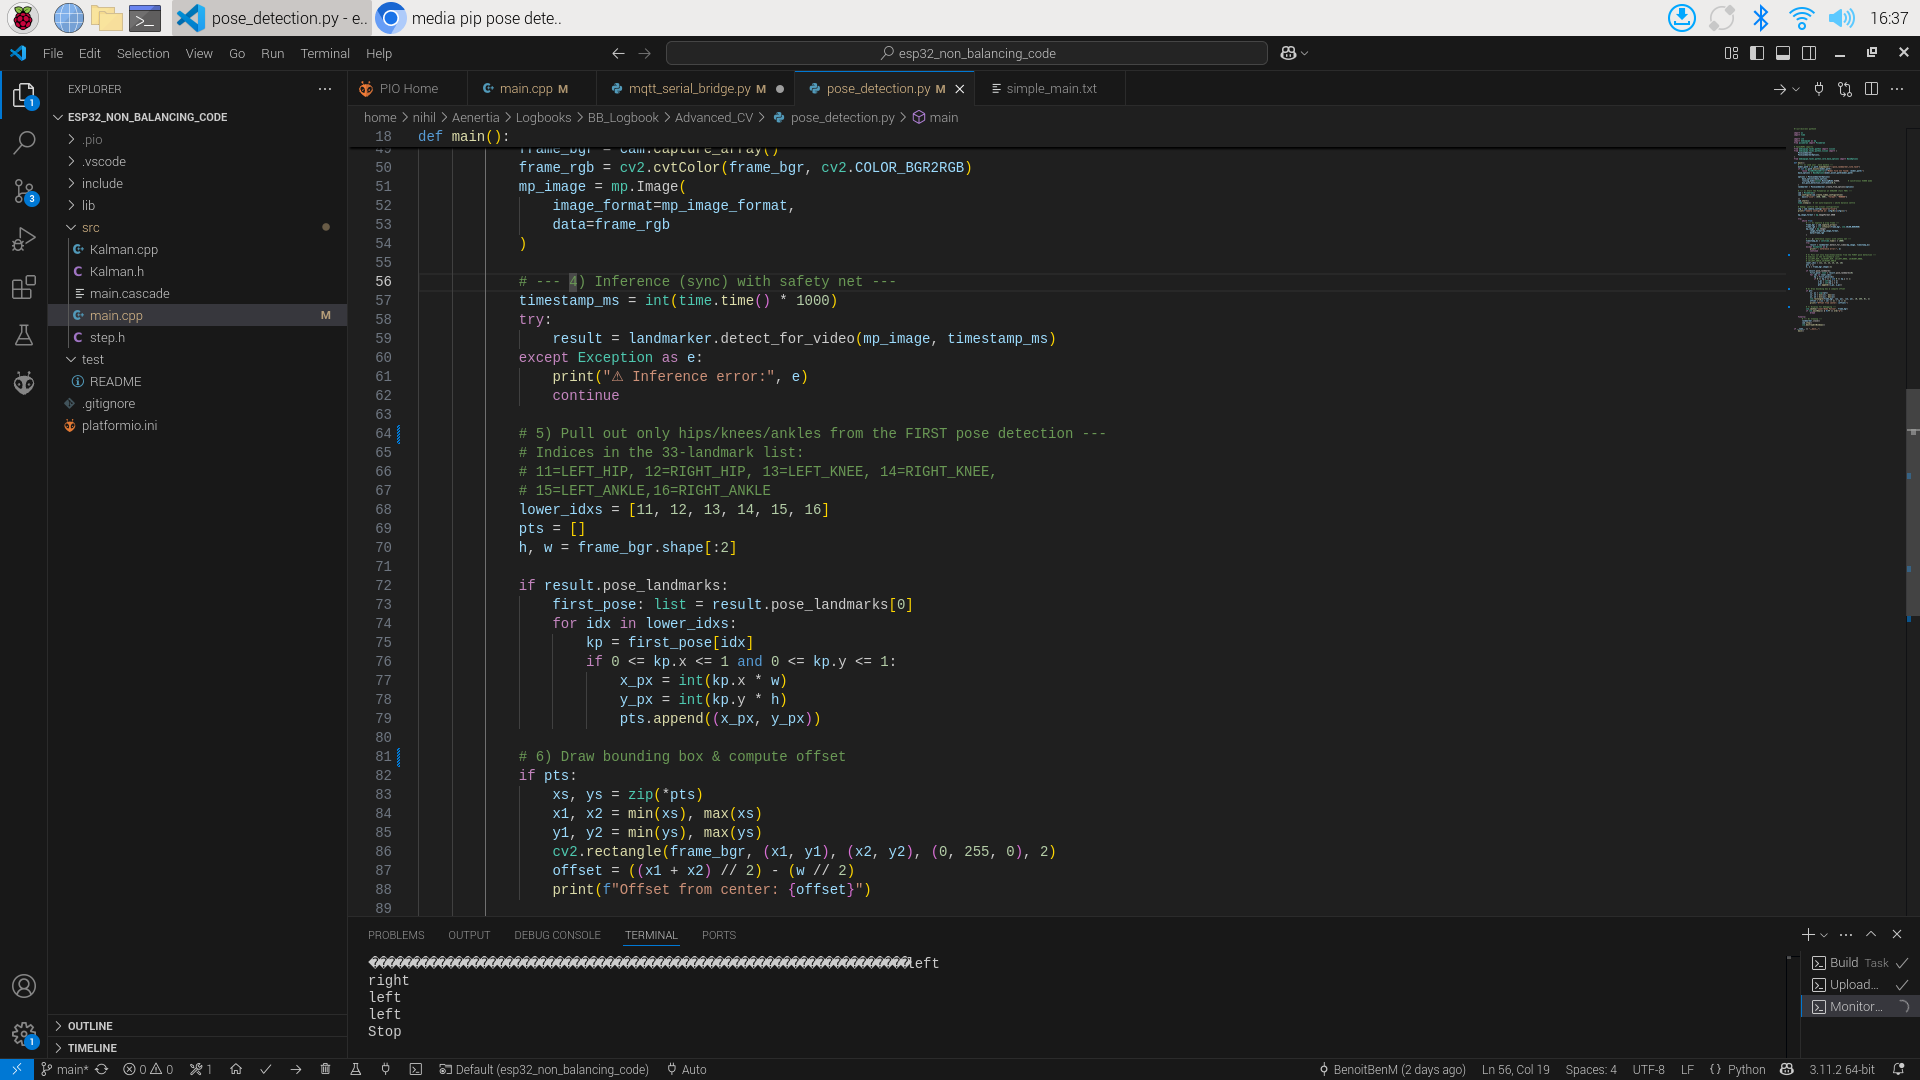 pose_detection.py - e..
media pip pose dete..
16:37
File Edit Selection View Go Run Terminal Help
esp32_non_balancing_code
EXPLORER
PIO Home
main.cpp M
mqtt_serial_bridge.py M
pose_detection.py M
simple_main.txt
ESP32_NON_BALANCING_CODE
.pio
.vscode
include
lib
src
Kalman.cpp
Kalman.h
main.cascade
main.cpp M
step.h
test
README
.gitignore
platformio.ini
OUTLINE
TIMELINE
1
3
1
home > nihil > Aenertia > Logbooks > BB_Logbook > Advanced_CV > pose_detection.py > main
18 def main():
49 frame_bgr = cam.capture_array()
50 frame_rgb = cv2.cvtColor(frame_bgr, cv2.COLOR_BGR2RGB)
51 mp_image = mp.Image(
52 image_format=mp_image_format,
53 data=frame_rgb
54 )
55
56 # --- 4) Inference (sync) with safety net ---
57 timestamp_ms = int(time.time() * 1000)
58 try:
59 result = landmarker.detect_for_video(mp_image, timestamp_ms)
60 except Exception as e:
61 print("⚠ Inference error:", e)
62 continue
63
64 # 5) Pull out only hips/knees/ankles from the FIRST pose detection ---
65 # Indices in the 33-landmark list:
66 # 11=LEFT_HIP, 12=RIGHT_HIP, 13=LEFT_KNEE, 14=RIGHT_KNEE,
67 # 15=LEFT_ANKLE,16=RIGHT_ANKLE
68 lower_idxs = [11, 12, 13, 14, 15, 16]
69 pts = []
70 h, w = frame_bgr.shape[:2]
71
72 if result.pose_landmarks:
73 first_pose: list = result.pose_landmarks[0]
74 for idx in lower_idxs:
75 kp = first_pose[idx]
76 if 0 <= kp.x <= 1 and 0 <= kp.y <= 1:
77 x_px = int(kp.x * w)
78 y_px = int(kp.y * h)
79 pts.append((x_px, y_px))
80
81 # 6) Draw bounding box & compute offset
82 if pts:
83 xs, ys = zip(*pts)
84 x1, x2 = min(xs), max(xs)
85 y1, y2 = min(ys), max(ys)
86 cv2.rectangle(frame_bgr, (x1, y1), (x2, y2), (0, 255, 0), 2)
87 offset = ((x1 + x2) // 2) - (w // 2)
88 print(f"Offset from center: {offset}")
89
PROBLEMS OUTPUT DEBUG CONSOLE TERMINAL PORTS
left
right
left
left
Stop
Build Task
Upload...
Monitor...
main* 0 0 1 Default (esp32_non_balancing_code) Auto BenoitBenM (2 days ago) Ln 56, Col 19 Spaces: 4 UTF-8 LF Python 3.11.2 64-bit